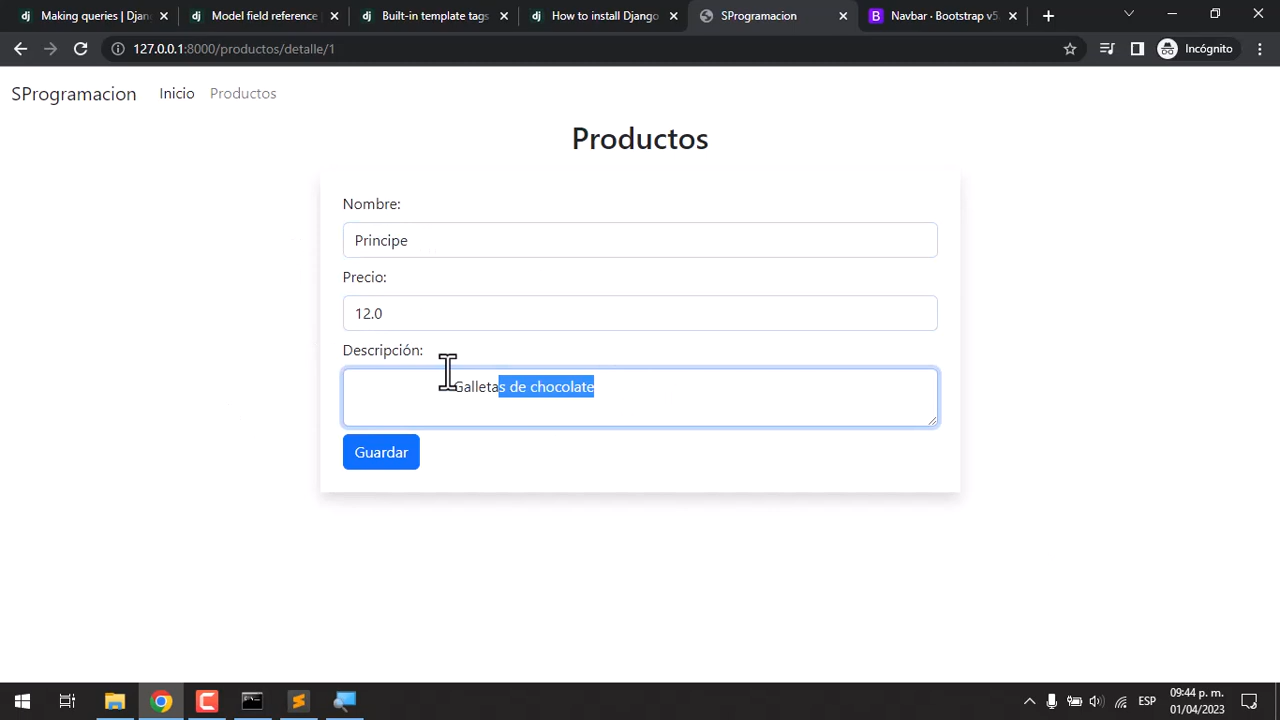 Making queries | Djan
Model field reference
Built-in template tags
How to install Django
SProgramacion
Navbar · Bootstrap v5.
127.0.0.1:8000/productos/detalle/1
Incógnito
SProgramacion
Inicio
Productos
Productos
Nombre:
Principe
Precio:
12.0
Descripción:
Galletas de chocolate
Guardar
ESP
09:44 p. m.
01/04/2023